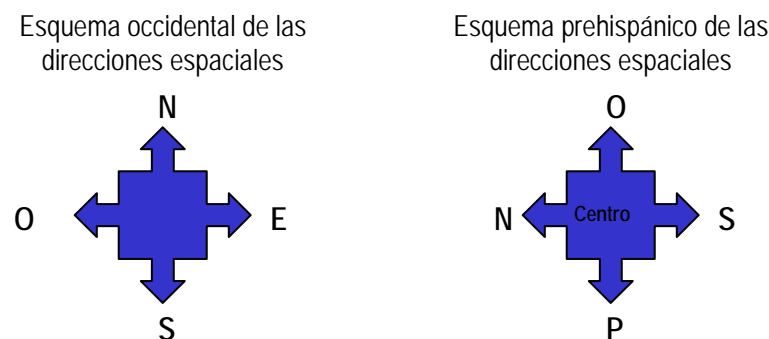 Esquema occidental de las
direcciones espaciales
N
O
E
S
Esquema prehispánico de las
direcciones espaciales
O
N
Centro
S
P